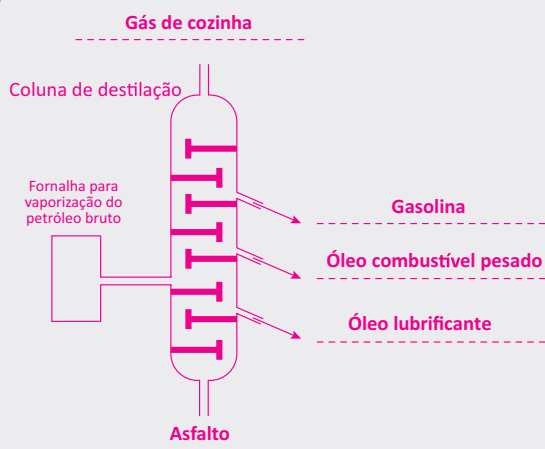 Gás de cozinha
Coluna de destilação
Fornalha para
vaporização do
petróleo bruto
Gasolina
Óleo combustível pesado
Óleo lubrificante
Asfalto